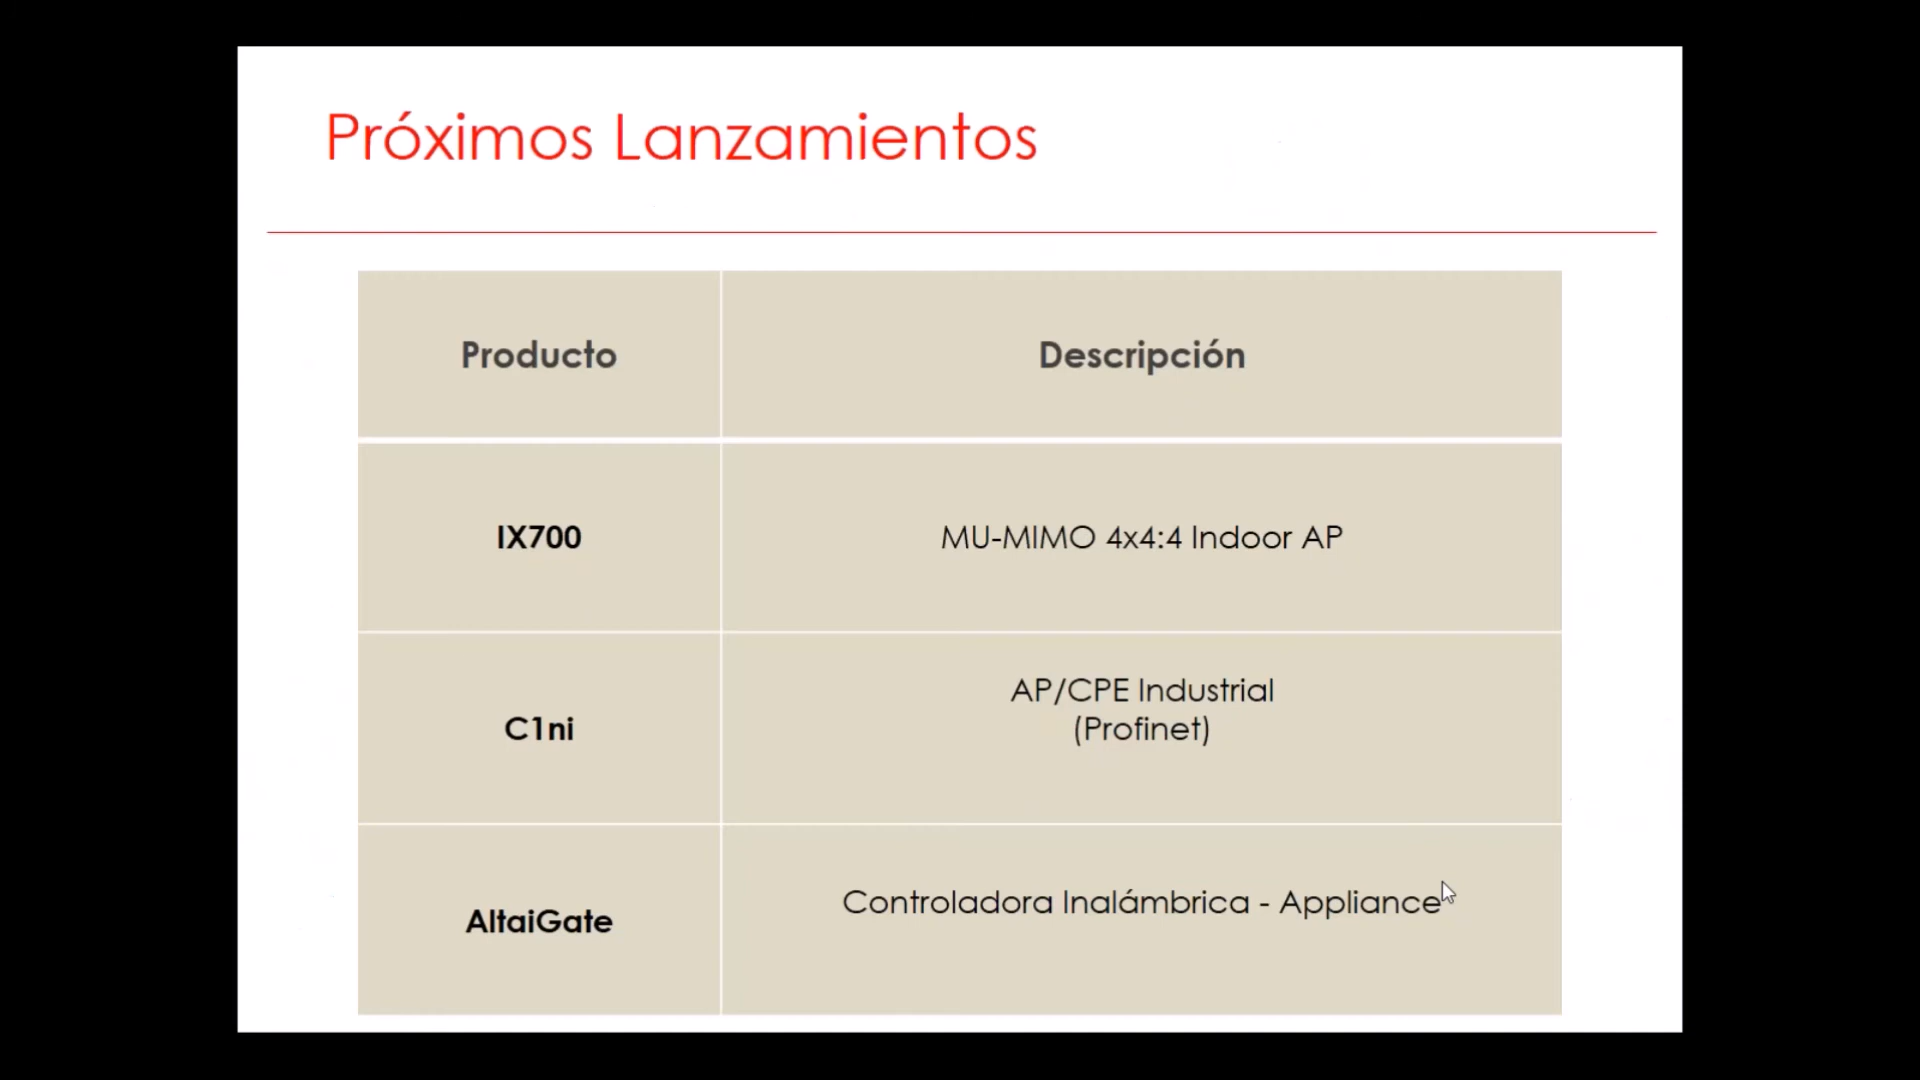 Próximos Lanzamientos
Producto
Descripción
IX700
MU-MIMO 4x4:4 Indoor AP
C1ni
AP/CPE Industrial
(Profinet)
AltaiGate
Controladora Inalámbrica - Appliance